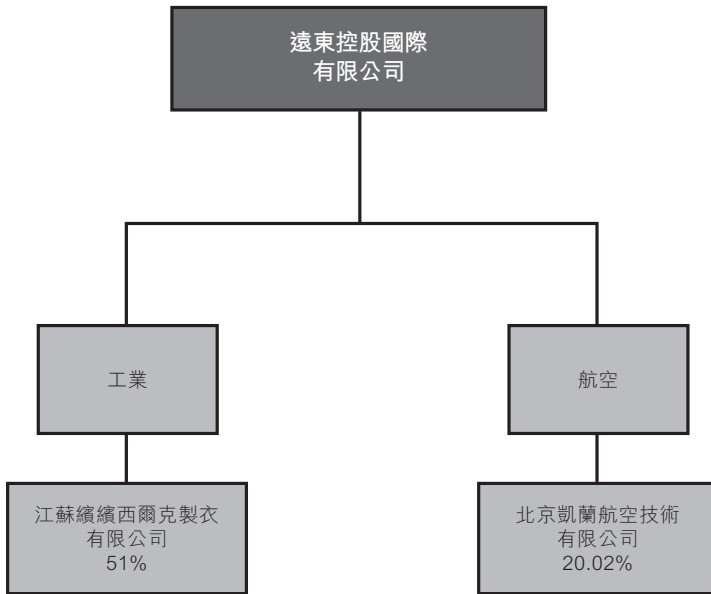 遠東控股國際
有限公司
工業
航空
江蘇繽繽西爾克製衣
有限公司
51%
北京凱蘭航空技術
有限公司
20.02%